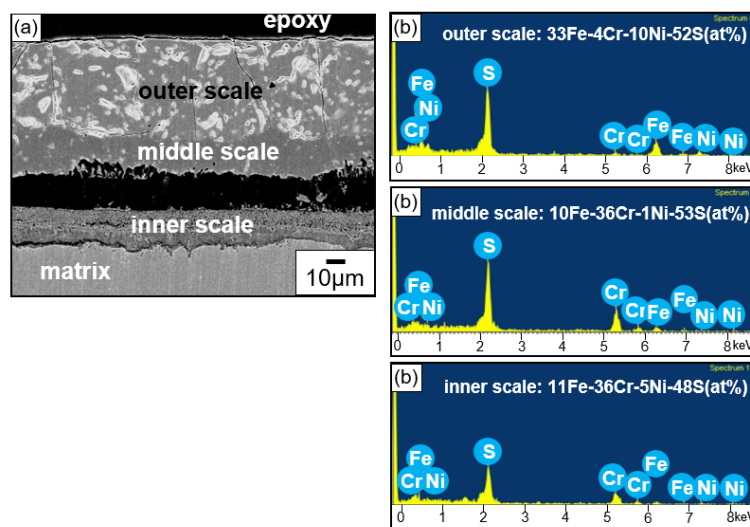 (a)
epoxy
outer scale
middle scale
inner scale
matrix
10μm
(b)
Spectrum
outer scale: 33Fe-4Cr-10Ni-52S(at%)
S
Fe
Ni
Cr
Cr
Cr
Fe
Fe
Ni
Ni
0 1 2 3 4 5 6 7 8keV
(b)
Spectrum
middle scale: 10Fe-36Cr-1Ni-53S(at%)
S
Fe
Cr
Ni
Cr
Cr
Fe
Fe
Ni
Ni
0 1 2 3 4 5 6 7 8keV
(b)
Spectrum 1
inner scale: 11Fe-36Cr-5Ni-48S(at%)
S
Fe
Cr
Ni
Cr
Cr
Fe
Fe
Ni
Ni
0 1 2 3 4 5 6 7 8keV